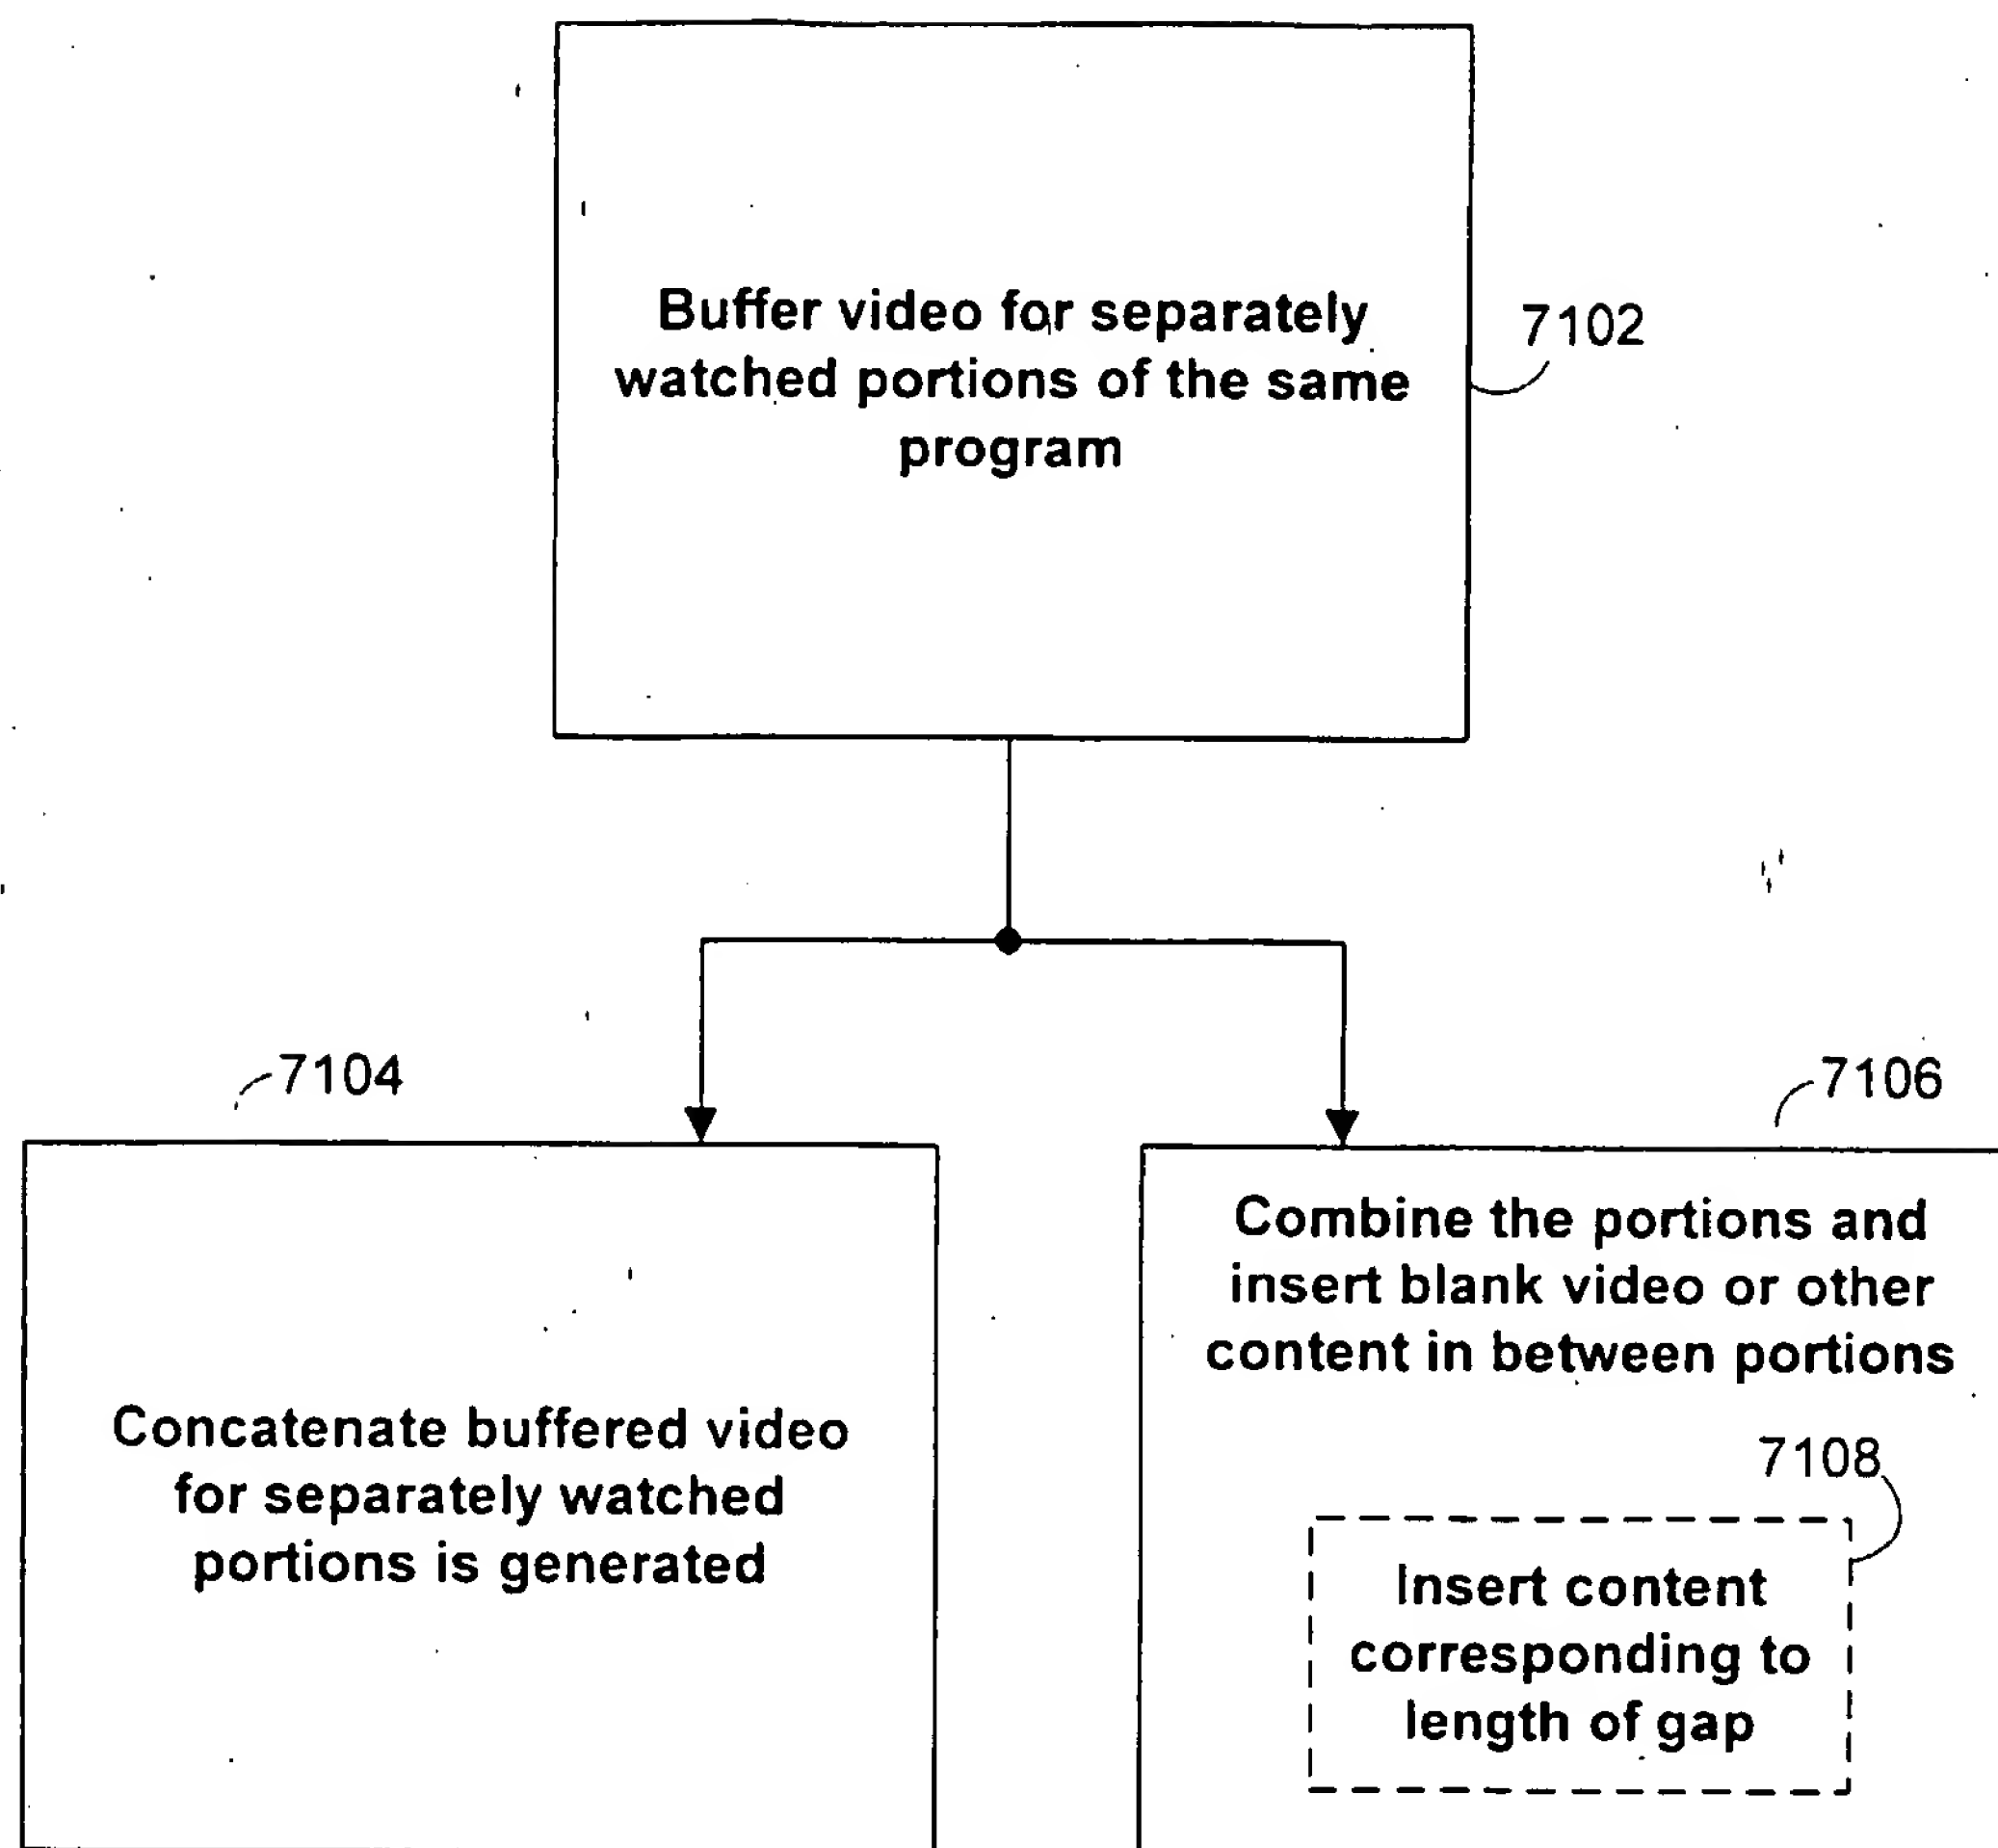 Buffer video for separately
watched portions of the same
program
7102
7104
Concatenate buffered video
for separately watched
portions is generated
7106
Combine the portions and
insert blank video or other
content in between portions
7108
Insert content
corresponding to
length of gap